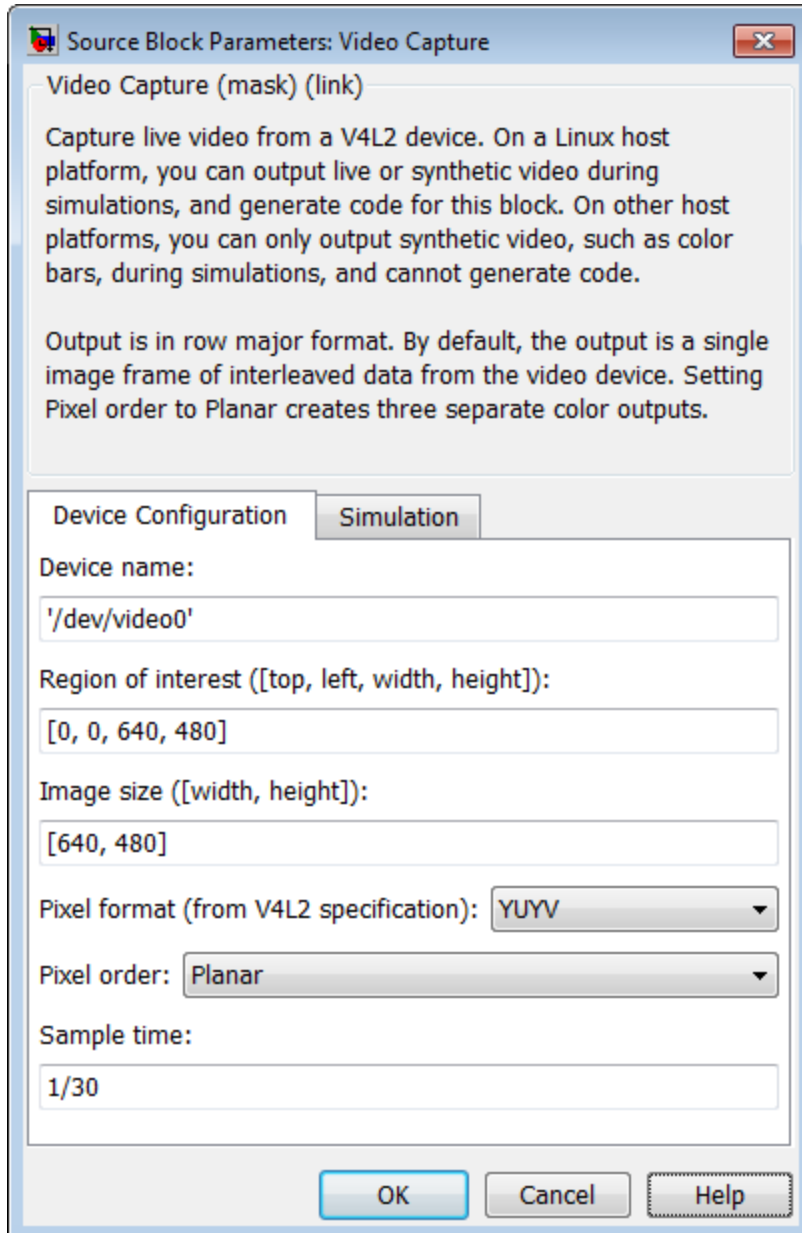 Source Block Parameters: Video Capture
Video Capture (mask) (link)
Capture live video from a V4L2 device. On a Linux host
platform, you can output live or synthetic video during
simulations, and generate code for this block. On other host
platforms, you can only output synthetic video, such as color
bars, during simulations, and cannot generate code.
Output is in row major format. By default, the output is a single
image frame of interleaved data from the video device. Setting
Pixel order to Planar creates three separate color outputs.
Device Configuration Simulation
Device name:
'/dev/video0'
Region of interest ([top, left, width, height]):
[0, 0, 640, 480]
Image size ([width, height]):
[640, 480]
Pixel format (from V4L2 specification): YUYV
Pixel order: Planar
Sample time:
1/30
OK Cancel Help